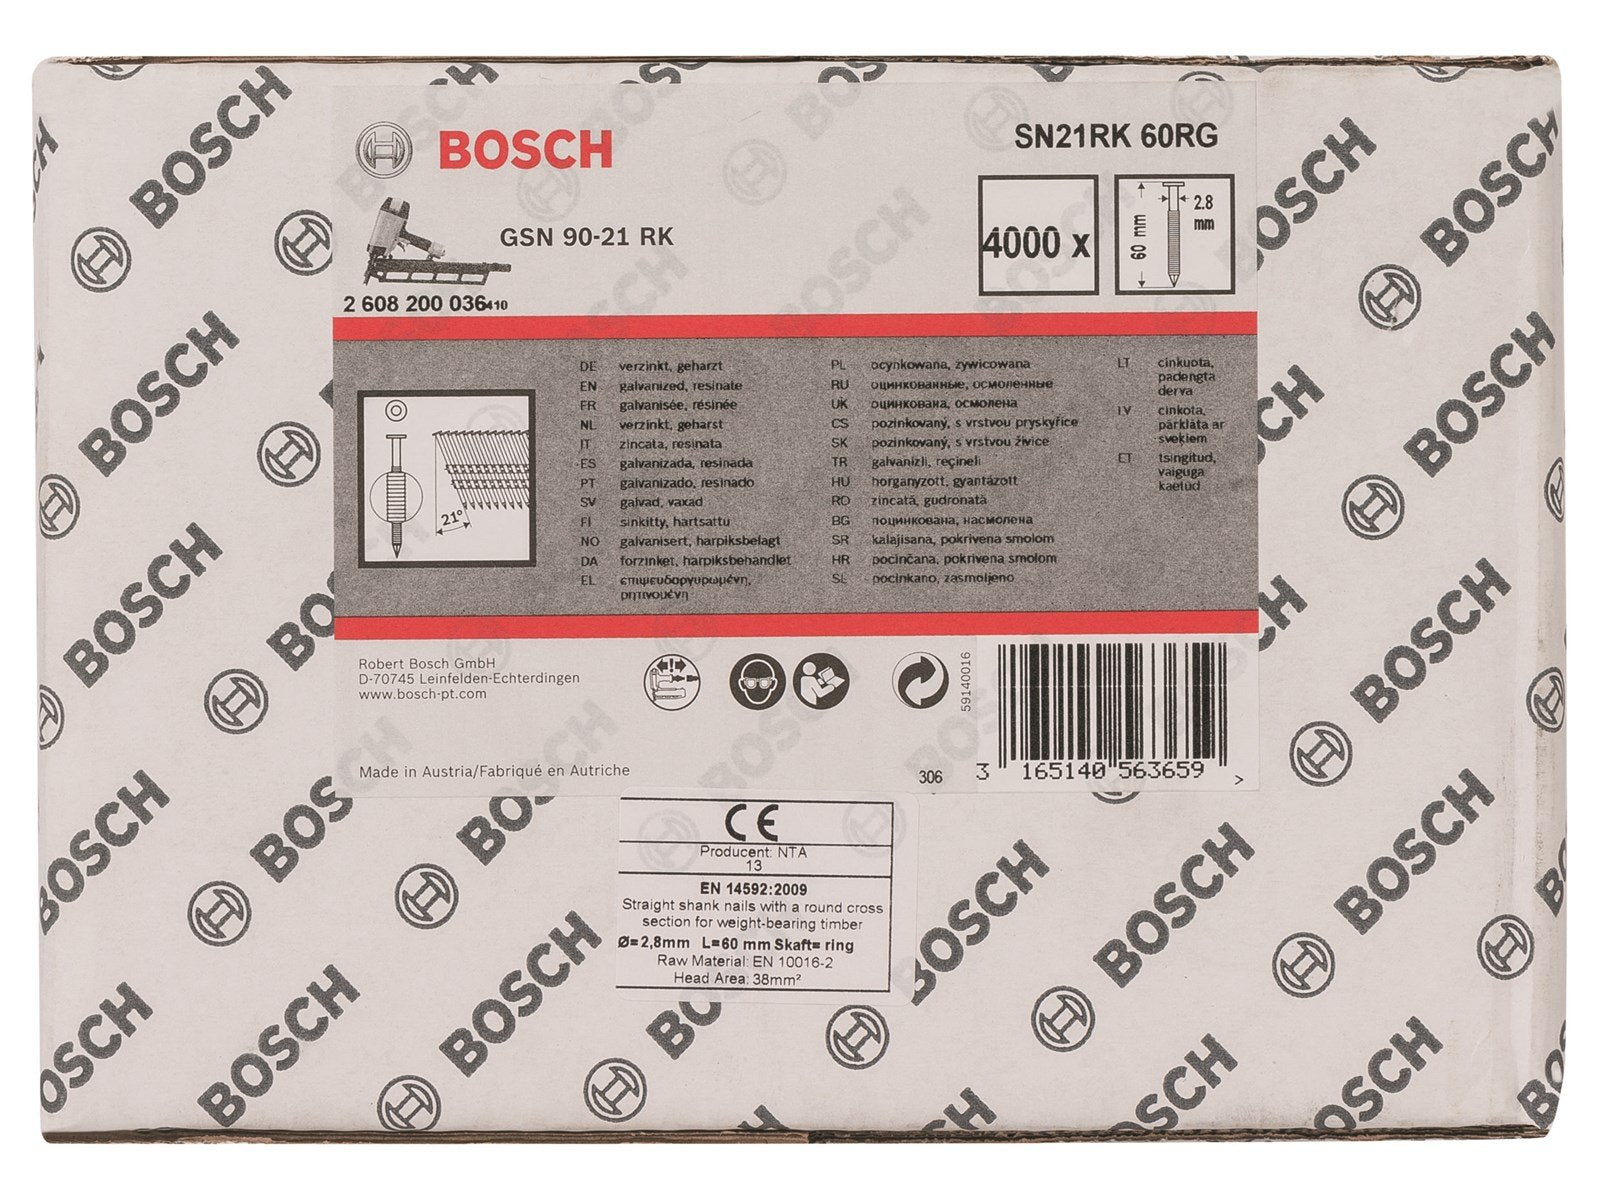 BOSCH
SN21RK 60RG
GSN 90-21 RK
2 608 200 036 410
4000 x
60 mm
2.8
mm
21°
DE verzinkt, geharzt
EN galvanized, resinate
FR galvanisée, résinée
NL verzinkt, geharst
IT zincata, resinata
ES galvanizada, resinada
PT galvanizado, resinado
SV galvad, vaxad
FI sinkitty, hartsattu
NO galvanisert, harpiksbelagt
DA forzinket, harpiksbehandlet
EL επιψευδαργυρωμένη,
ρητινομένη
PL ocynkowana, zywicowana
RU оцинкованные, осмоленные
UK оцинкована, осмолена
CS pozinkovaný, s vrstvou pryskyřice
SK pozinkovaný, s vrstvou živice
TR galvanizli, reçineli
HU horganyzott, gyantázott
RO zincată, gudronată
BG поцинкована, насмолена
SR kalajisana, pokrivena smolom
HR pocinčana, pokrivena smolom
SL pocinkano, zasmoljeno
LT cinkuota,
padengta
derva
LV cinkota,
pārklāta ar
sveķiem
ET tsingitud,
vaiguga
kaetud
Robert Bosch GmbH
D-70745 Leinfelden-Echterdingen
www.bosch-pt.com
Made in Austria/Fabriqué en Autriche
306
59140016
3 165140 563659 >
CE
Producent: NTA
13
EN 14592:2009
Straight shank nails with a round cross
section for weight-bearing timber
Ø=2,8mm L=60 mm Skaft= ring
Raw Material: EN 10016-2
Head Area: 38mm²